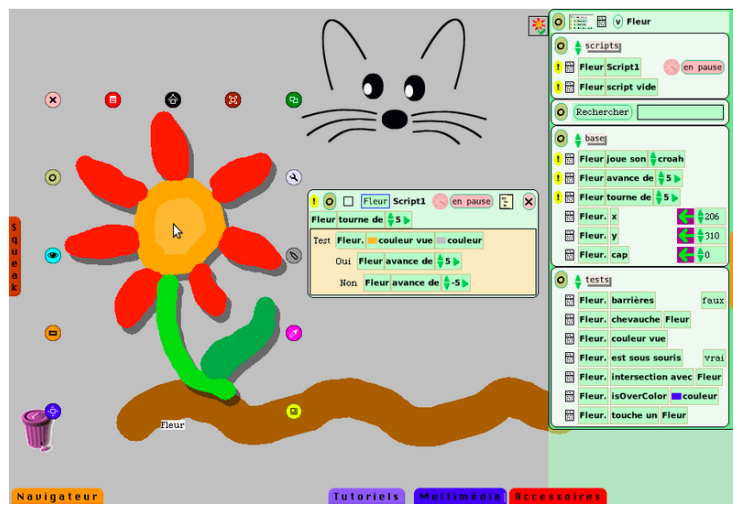 Fleur
scripts
! Fleur Script1 en pause
! Fleur script vide
Rechercher
base
! Fleur joue son croah
! Fleur avance de 5
! Fleur tourne de 5
Fleur. x 206
Fleur. y 310
Fleur. cap 0
tests
Fleur. barrières faux
Fleur. chevauche Fleur
Fleur. couleur vue
Fleur. est sous souris vrai
Fleur. intersection avec Fleur
Fleur. isOverColor couleur
Fleur. touche un Fleur
! Fleur Script1 en pause
Fleur tourne de 5
Test Fleur. couleur vue couleur
Oui Fleur avance de 5
Non Fleur avance de -5
Squeak
Fleur
Navigateur
Tutoriels
Multimédia
Accessoires